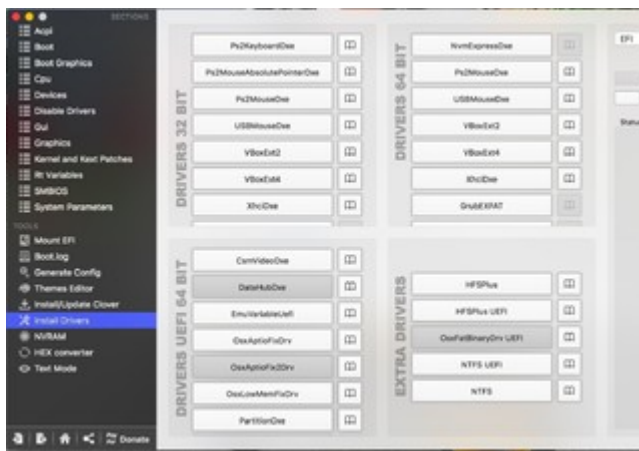 SECTIONS
Acpi
Boot
Boot Graphics
Cpu
Devices
Disable Drivers
Gui
Graphics
Kernel and Kext Patches
Rt Variables
SMBIOS
System Parameters
TOOLS
Mount EFI
Boot.log
Generate Config
Themes Editor
Install/Update Clover
Install Drivers
NVRAM
HEX converter
Text Mode
Donate
DRIVERS 32 BIT
Ps2KeyboardDxe
Ps2MouseAbsolutePointerDxe
Ps2MouseDxe
USBMouseDxe
VBoxExt2
VBoxExt4
XhciDxe
DRIVERS 64 BIT
NvmExpressDxe
Ps2MouseDxe
USBMouseDxe
VBoxExt2
VBoxExt4
XhciDxe
GrubEXFAT
DRIVERS UEFI 64 BIT
CsmVideoDxe
DataHubDxe
EmuVariableUefi
OsxAptioFixDrv
OsxAptioFix2Drv
OsxLowMemFixDrv
PartitionDxe
EXTRA DRIVERS
HFSPlus
HFSPlus UEFI
OsxFatBinaryDrv UEFI
NTFS UEFI
NTFS
EFI
Statu